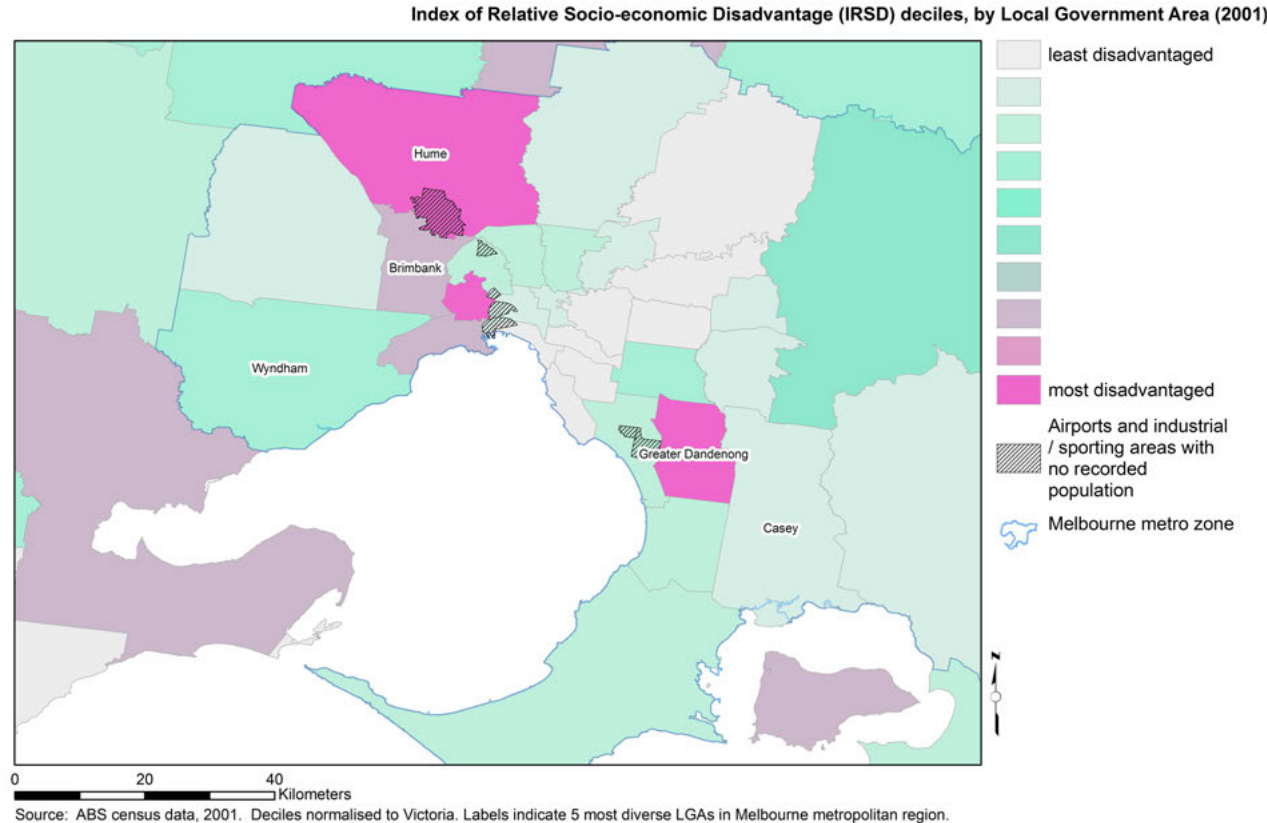 Index of Relative Socio-economic Disadvantage (IRSD) deciles, by Local Government Area (2001)
least disadvantaged
most disadvantaged
Airports and industrial
/ sporting areas with
no recorded
population
Melbourne metro zone
Hume
Brimbank
Wyndham
Greater Dandenong
Casey
N
0 20 40
Kilometers
Source: ABS census data, 2001. Deciles normalised to Victoria. Labels indicate 5 most diverse LGAs in Melbourne metropolitan region.